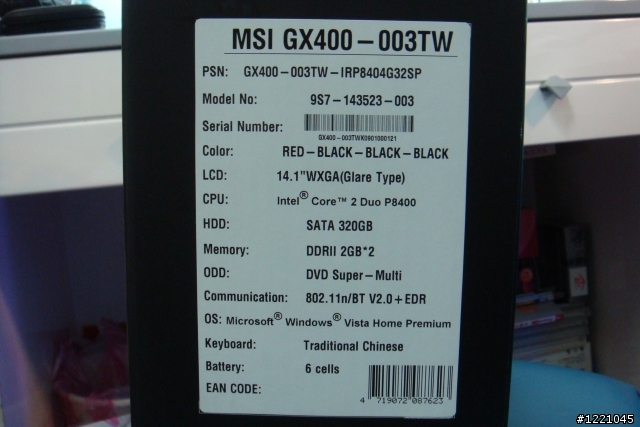 MSI GX400-003TW
PSN: GX400-003TW-IRP8404G32SP
Model No: 9S7-143523-003
Serial Number:
GX400-003TWK0901000121
Color: RED-BLACK-BLACK-BLACK
LCD: 14.1"WXGA(Glare Type)
CPU: Intel® Core™ 2 Duo P8400
HDD: SATA 320GB
Memory: DDRII 2GB*2
ODD: DVD Super-Multi
Communication: 802.11n/BT V2.0+EDR
OS: Microsoft® Windows® Vista Home Premium
Keyboard: Traditional Chinese
Battery: 6 cells
EAN CODE:
4 719072 087623
#1221045